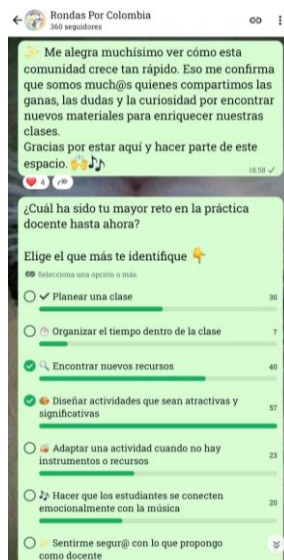 Rondas Por Colombia
360 seguidores
✨ Me alegra muchísimo ver cómo esta
comunidad crece tan rápido. Eso me confirma
que somos much@s quienes compartimos las
ganas, las dudas y la curiosidad por encontrar
nuevos materiales para enriquecer nuestras
clases.
Gracias por estar aquí y hacer parte de este
espacio. 🙌🎶
18:58 ✓
❤️ 4
¿Cuál ha sido tu mayor reto en la práctica
docente hasta ahora?
Elige el que más te identifique 👇
Selecciona una opción o más
✔ Planear una clase 30
⏱ Organizar el tiempo dentro de la clase 7
🔍 Encontrar nuevos recursos 40
🎨 Diseñar actividades que sean atractivas y 57
significativas
Adaptar una actividad cuando no hay 23
instrumentos o recursos
🎶 Hacer que los estudiantes se conecten 20
emocionalmente con la música
✨ Sentirme segur@ con lo que propongo
como docente